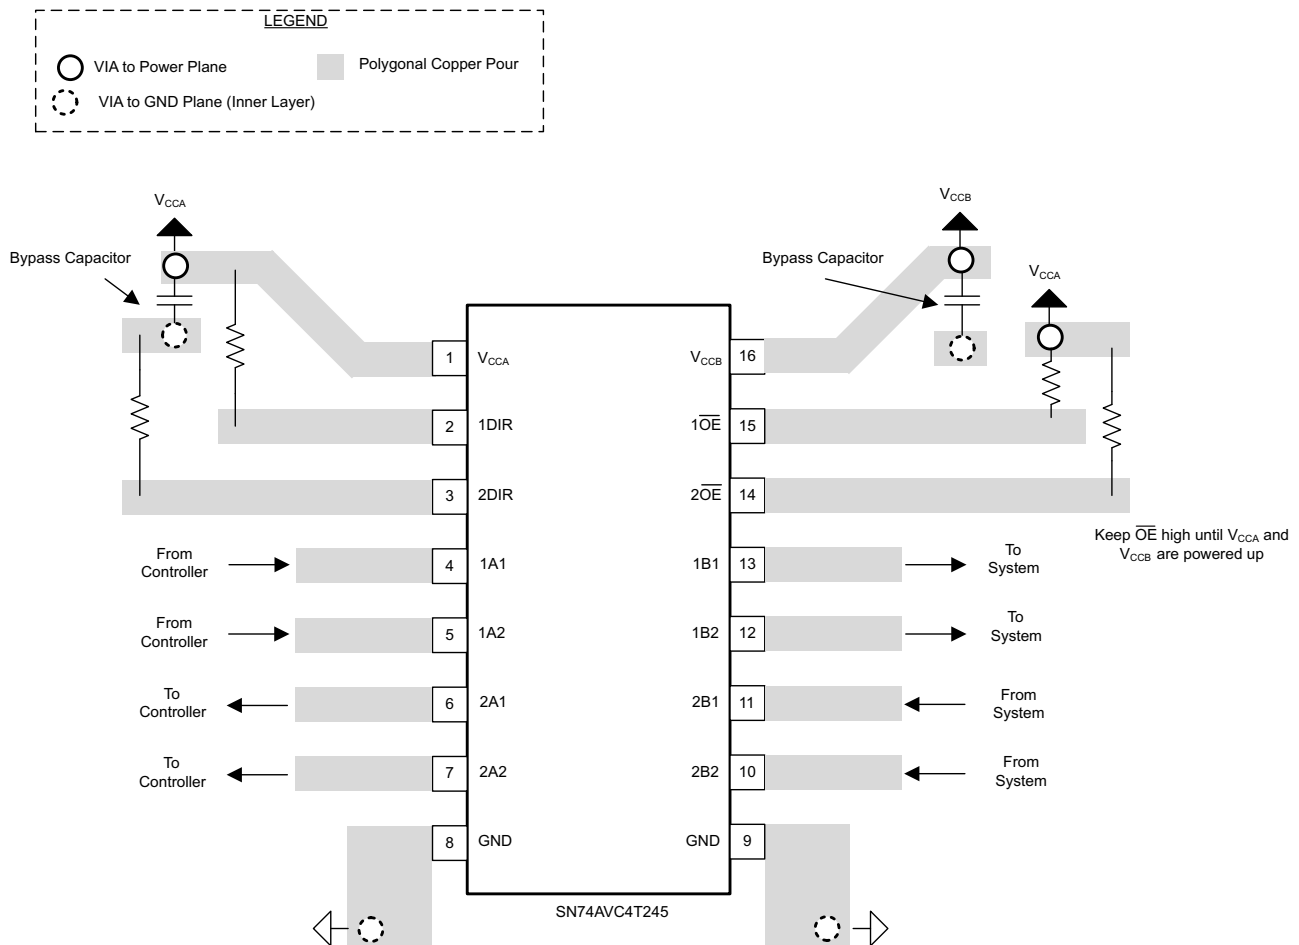 LEGEND
VIA to Power Plane
Polygonal Copper Pour
VIA to GND Plane (Inner Layer)
VCCA
Bypass Capacitor
VCCB
Bypass Capacitor
VCCA
1 VCCA
VCCB 16
2 1DIR
1O̅E̅ 15
3 2DIR
2O̅E̅ 14
Keep O̅E̅ high until VCCA and
VCCB are powered up
From
Controller
4 1A1
1B1 13
To
System
From
Controller
5 1A2
1B2 12
To
System
To
Controller
6 2A1
2B1 11
From
System
To
Controller
7 2A2
2B2 10
From
System
8 GND
GND 9
SN74AVC4T245